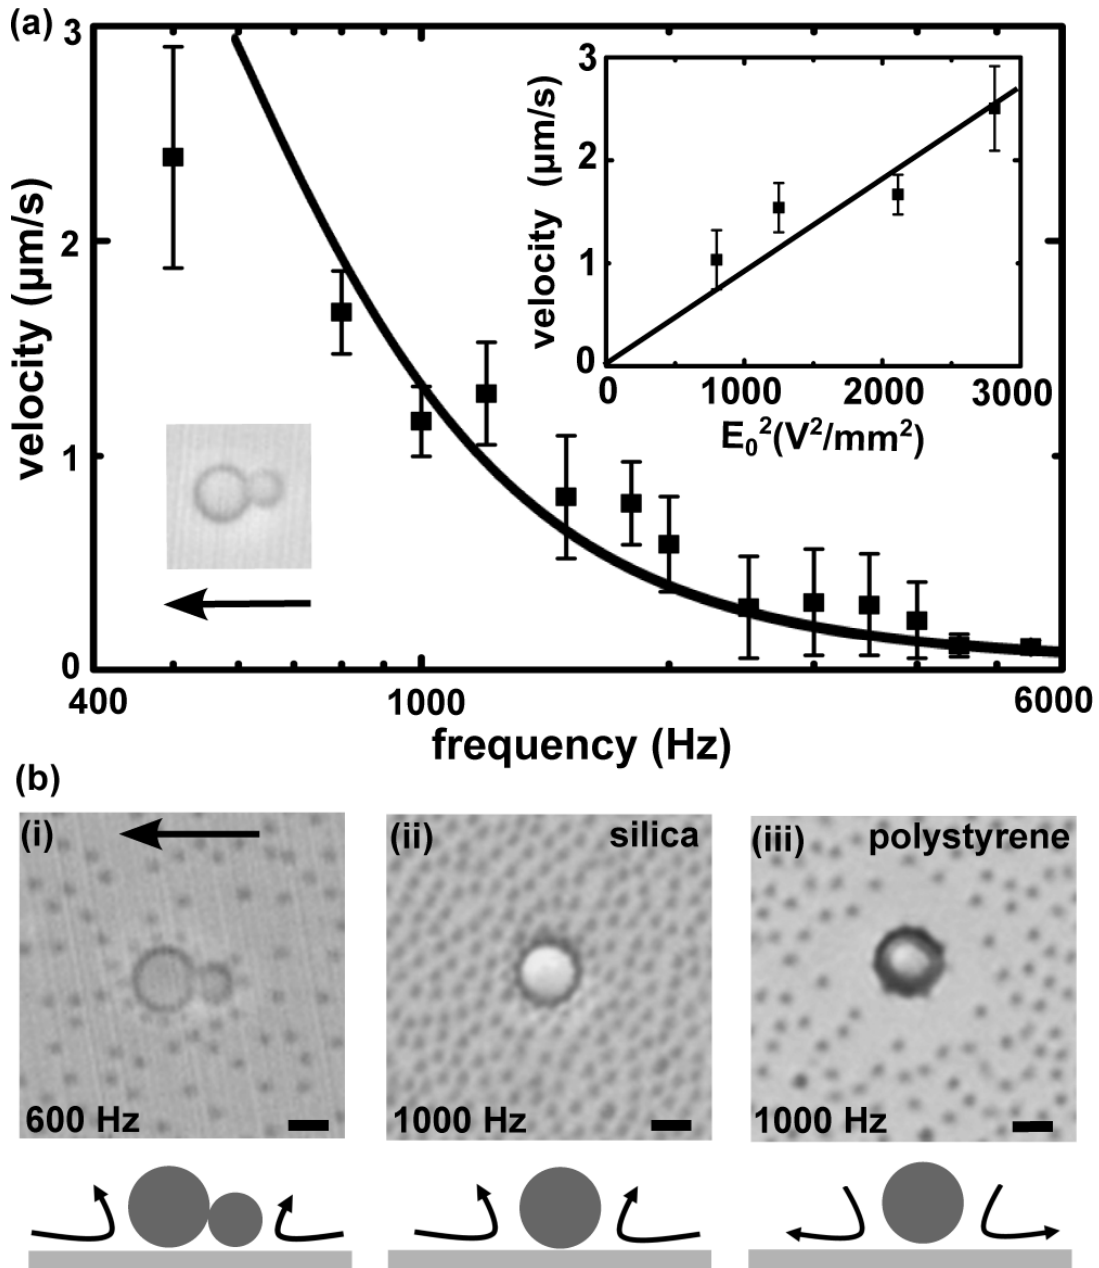 (a)
3
2
1
0
velocity (μm/s)
400
1000
6000
frequency (Hz)
3
2
1
0
velocity (μm/s)
0
1000
2000
3000
E₀²(V²/mm²)
(b)
(i)
600 Hz
(ii)
silica
1000 Hz
(iii)
polystyrene
1000 Hz